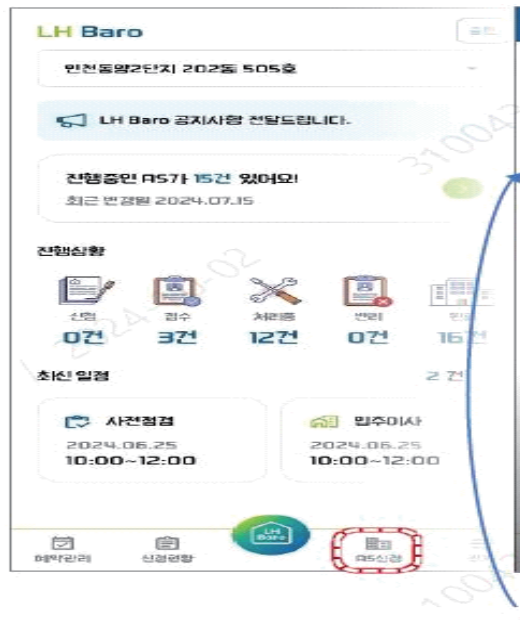 LH Baro
인천동양2단지 202동 505호
LH Baro 공지사항 전달드립니다.
진행중인 AS가 15건 있어요!
최근 변경일 2024.07.15
진행상황
신청 접수 처리중 반려 완료
0건 3건 12건 0건 16건
최신 일정
2 건
사전점검
2024.06.25
10:00~12:00
입주이사
2024.06.25
10:00~12:00
예약관리 신청현황 LH Baro AS신청
310043
10043